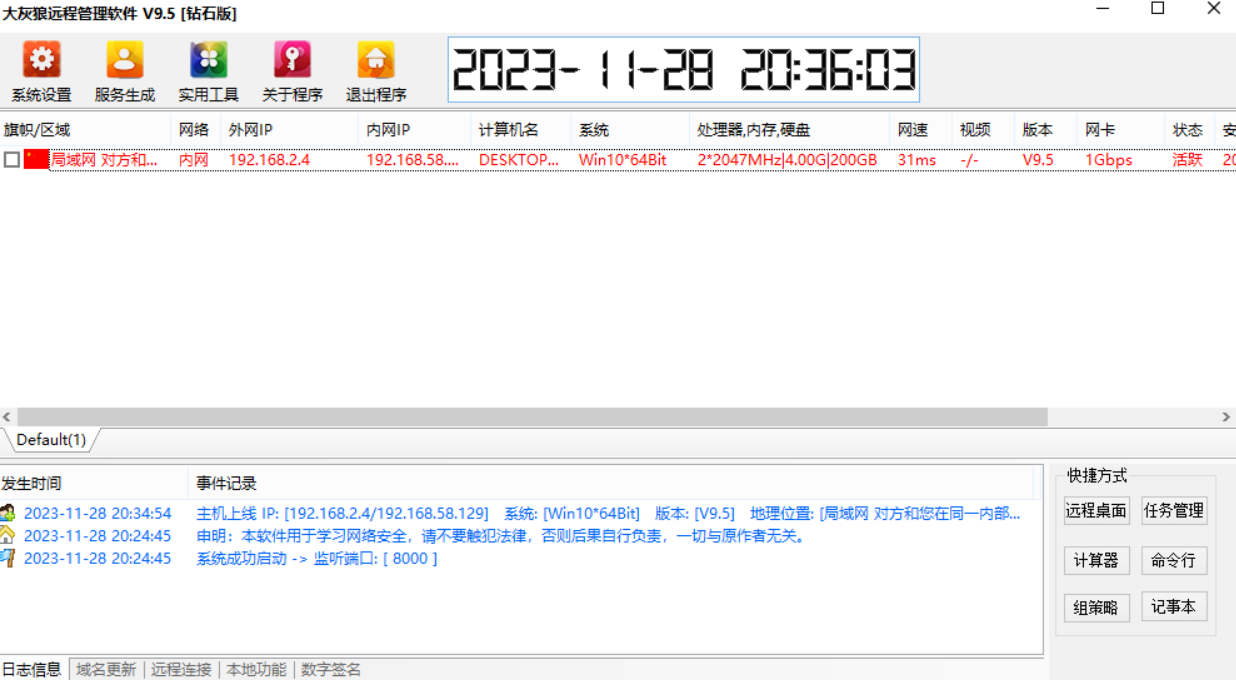 大灰狼远程管理软件 V9.5 [钻石版]
系统设置 服务生成 实用工具 关于程序 退出程序 2023-11-28 20:36:03
旗帜/区域 网络 外网IP 内网IP 计算机名 系统 处理器,内存,硬盘 网速 视频 版本 网卡 状态 安
局域网 对方和... 内网 192.168.2.4 192.168.58.... DESKTOP... Win10*64Bit 2*2047MHz|4.00G|200GB 31ms -/- V9.5 1Gbps 活跃 20
Default(1)
发生时间 事件记录
2023-11-28 20:34:54 主机上线 IP: [192.168.2.4/192.168.58.129] 系统: [Win10*64Bit] 版本: [V9.5] 地理位置: [局域网 对方和您在同一内部...
2023-11-28 20:24:45 申明：本软件用于学习网络安全，请不要触犯法律，否则后果自行负责，一切与原作者无关。
2023-11-28 20:24:45 系统成功启动 -> 监听端口: [ 8000 ]
快捷方式
远程桌面 任务管理
计算器 命令行
组策略 记事本
日志信息 域名更新 远程连接 本地功能 数字签名